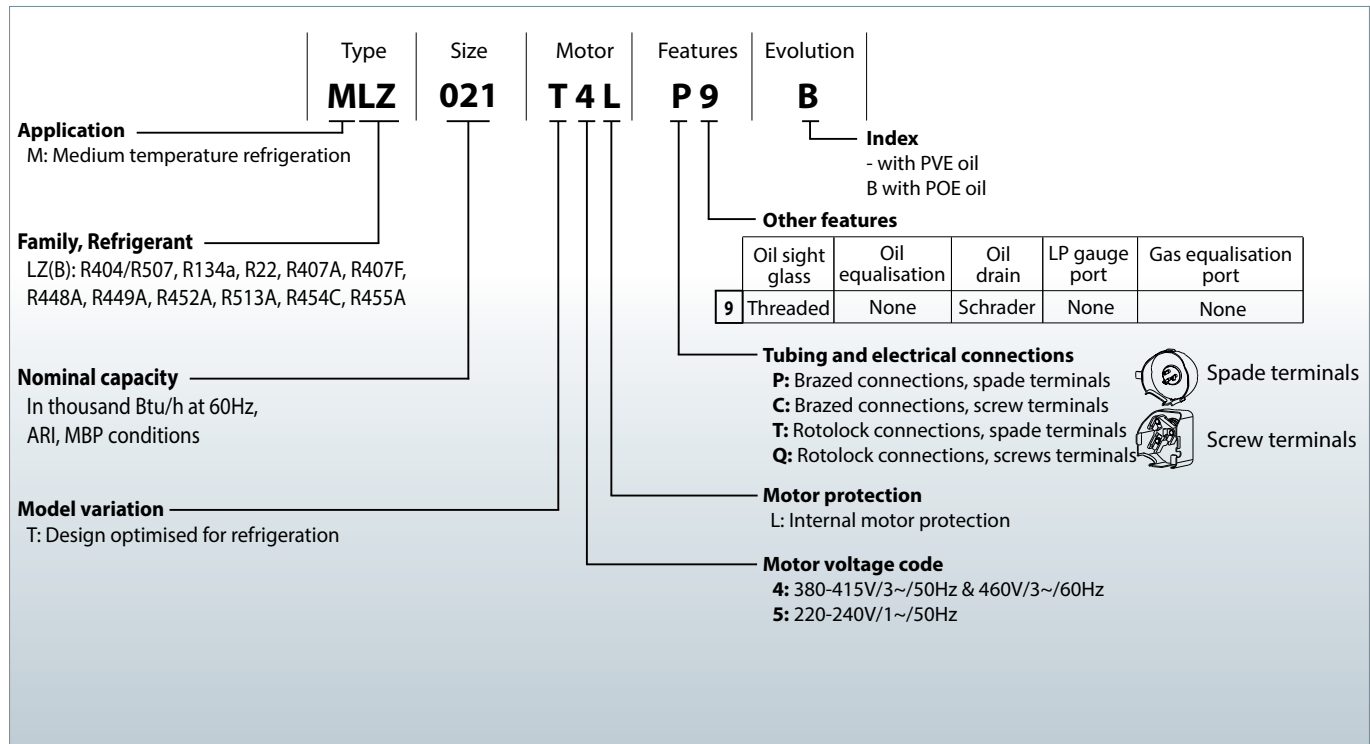 Type Size Motor Features Evolution
MLZ 021 T 4 L P 9 B
Application
M: Medium temperature refrigeration
Family, Refrigerant
LZ(B): R404/R507, R134a, R22, R407A, R407F,
R448A, R449A, R452A, R513A, R454C, R455A
Nominal capacity
In thousand Btu/h at 60Hz,
ARI, MBP conditions
Model variation
T: Design optimised for refrigeration
Index
- with PVE oil
B with POE oil
Other features
Oil sight glass Oil equalisation Oil drain LP gauge port Gas equalisation port
9 Threaded None Schrader None None
Tubing and electrical connections
P: Brazed connections, spade terminals
C: Brazed connections, screw terminals
T: Rotolock connections, spade terminals
Q: Rotolock connections, screws terminals
Spade terminals
Screw terminals
Motor protection
L: Internal motor protection
Motor voltage code
4: 380-415V/3~/50Hz & 460V/3~/60Hz
5: 220-240V/1~/50Hz